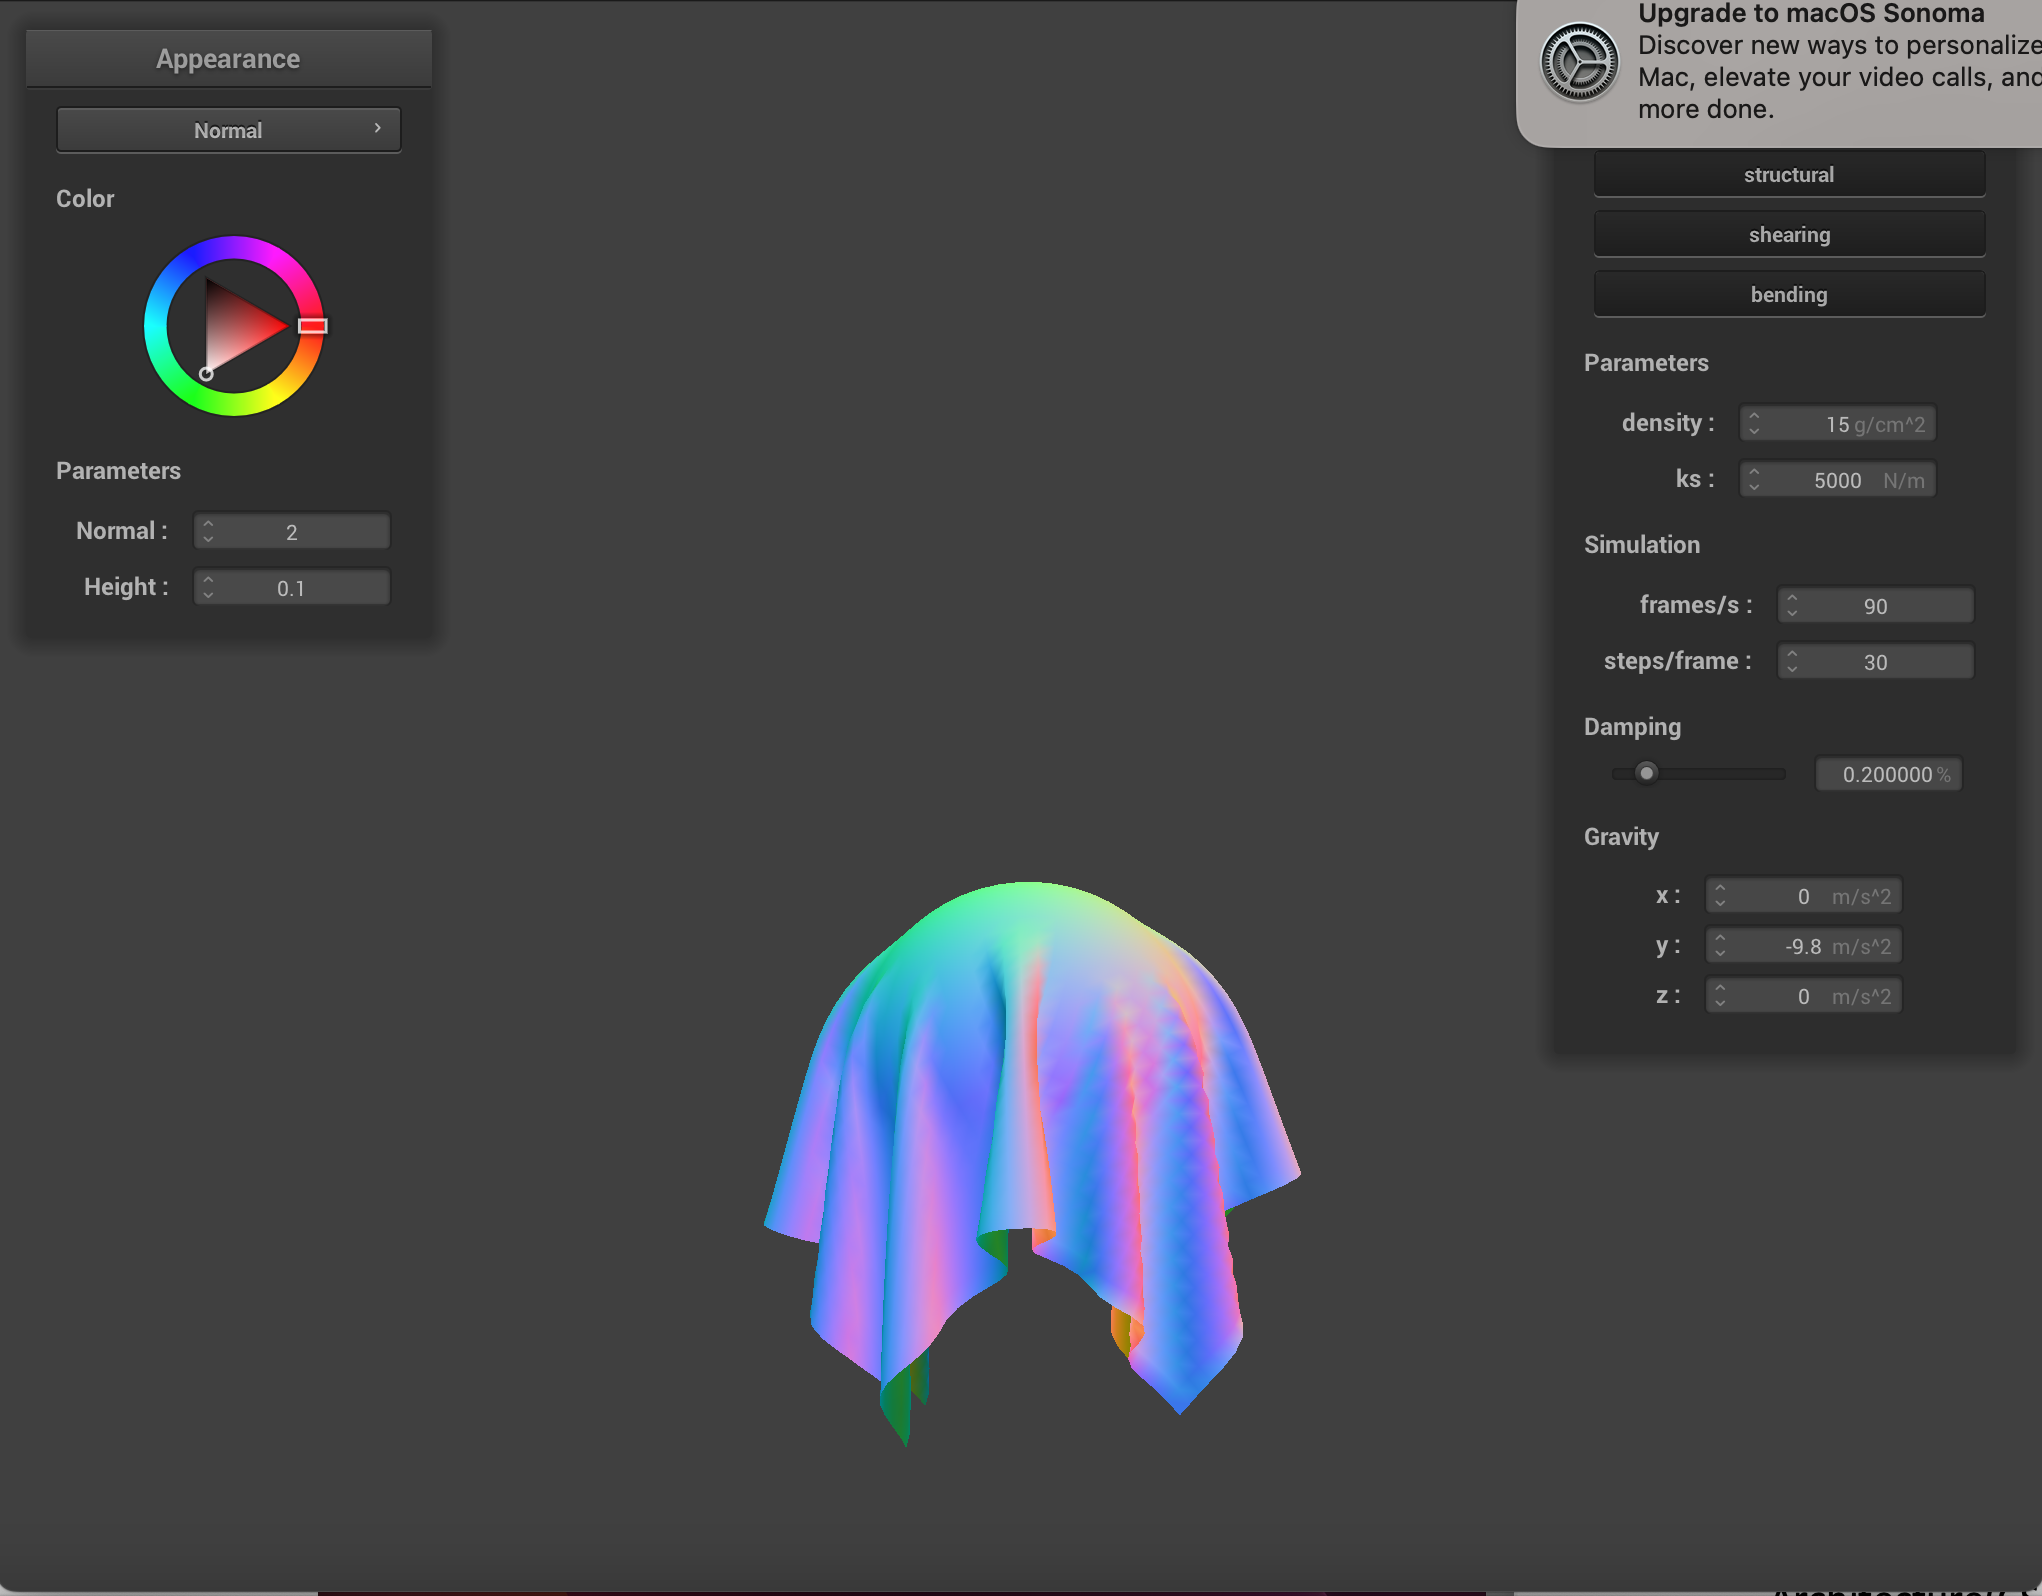 Appearance
Normal
Color
Parameters
Normal : 2
Height : 0.1
Upgrade to macOS Sonoma
Discover new ways to personalize
Mac, elevate your video calls, and
more done.
structural
shearing
bending
Parameters
density : 15 g/cm^2
ks : 5000 N/m
Simulation
frames/s : 90
steps/frame : 30
Damping
0.200000 %
Gravity
x : 0 m/s^2
y : -9.8 m/s^2
z : 0 m/s^2